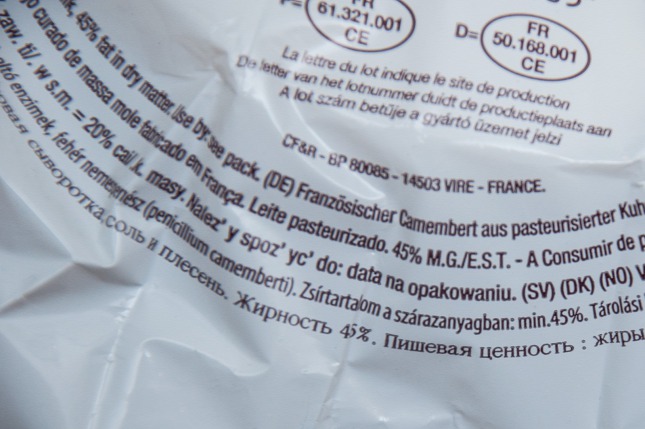 FR
61.321.001
CE
D=
FR
50.168.001
CE
La lettre du lot indique le site de production
De letter van het lotnummer duidt de productieplaats aan
A lot szám betűje a gyártó üzemet jelzi
CF&R - BP 80085 - 14503 VIRE - FRANCE.
45% fat in dry matter. Use by: see pack. (DE) Französischer Camembert aus pasteurisierter Kuh
curado de massa mole fabricado em França. Leite pasteurizado. 45% M.G./E.S.T. - A Consumir de p
zaw. tł/. w s.m. = 20% masy. Należ' y spoz' yc' do: data na opakowaniu. (SV) (DK) (NO) V
enzimek, fehér nemespenész (penicillium camemberti). Zsírtartalom a szárazanyagban: min.45%. Tárolási
сыворотка, соль и плесень. Жирность 45%. Пишевая ценность : жиры